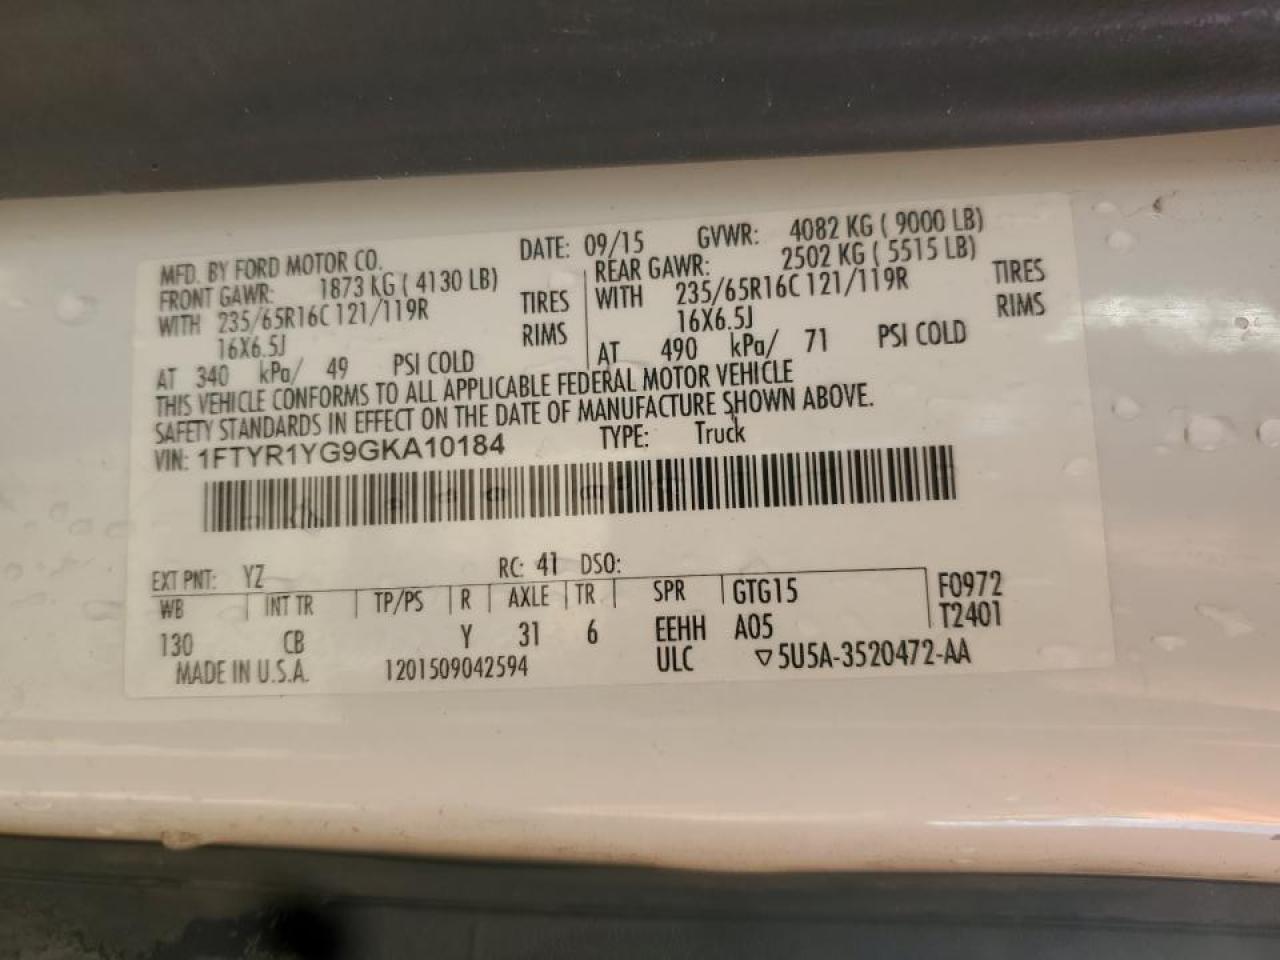 MFD. BY FORD MOTOR CO. DATE: 09/15 GVWR: 4082 KG ( 9000 LB)
FRONT GAWR: 1873 KG ( 4130 LB) REAR GAWR: 2502 KG ( 5515 LB)
WITH 235/65R16C 121/119R TIRES WITH 235/65R16C 121/119R TIRES
16X6.5J RIMS 16X6.5J RIMS
AT 340 kPa/ 49 PSI COLD AT 490 kPa/ 71 PSI COLD
THIS VEHICLE CONFORMS TO ALL APPLICABLE FEDERAL MOTOR VEHICLE
SAFETY STANDARDS IN EFFECT ON THE DATE OF MANUFACTURE SHOWN ABOVE.
VIN: 1FTYR1YG9GKA10184 TYPE: Truck
EXT PNT: YZ RC: 41 DSO:
WB INT TR TP/PS R AXLE TR SPR GTG15 F0972
130 CB Y 31 6 EEHH A05 T2401
MADE IN U.S.A. 1201509042594 ULC ▽5U5A-3520472-AA